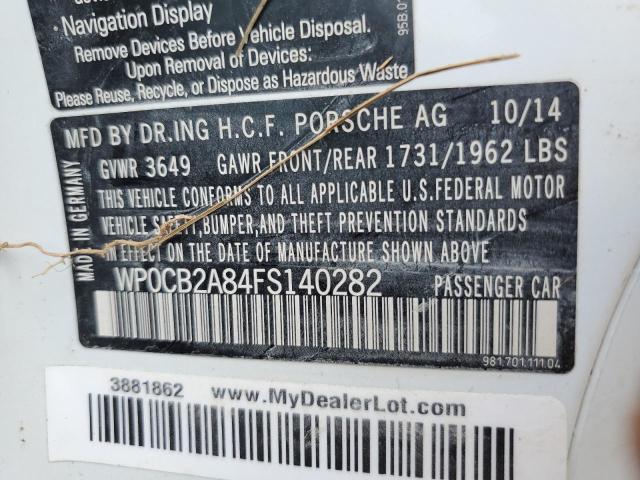 • Navigation Display
Remove Devices Before Vehicle Disposal.
Upon Removal of Devices:
Please Reuse, Recycle, or Dispose as Hazardous Waste
MFD BY DR.ING H.C.F. PORSCHE AG 10/14
GVWR 3649 GAWR FRONT/REAR 1731/1962 LBS
THIS VEHICLE CONFORMS TO ALL APPLICABLE U.S.FEDERAL MOTOR
VEHICLE SAFETY,BUMPER,AND THEFT PREVENTION STANDARDS
IN EFFECT ON THE DATE OF MANUFACTURE SHOWN ABOVE
WP0CB2A84FS140282 PASSENGER CAR
MADE IN GERMANY
981.701.111.04
3881862 www.MyDealerLot.com